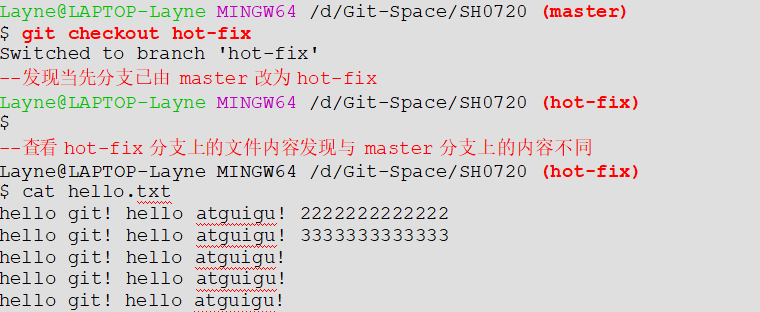 Layne@LAPTOP-Layne MINGW64 /d/Git-Space/SH0720 (master)
$ git checkout hot-fix
Switched to branch 'hot-fix'
--发现当先分支已由 master 改为 hot-fix
Layne@LAPTOP-Layne MINGW64 /d/Git-Space/SH0720 (hot-fix)
$
--查看 hot-fix 分支上的文件内容发现与 master 分支上的内容不同
Layne@LAPTOP-Layne MINGW64 /d/Git-Space/SH0720 (hot-fix)
$ cat hello.txt
hello git! hello atguigu! 2222222222222
hello git! hello atguigu! 3333333333333
hello git! hello atguigu!
hello git! hello atguigu!
hello git! hello atguigu!